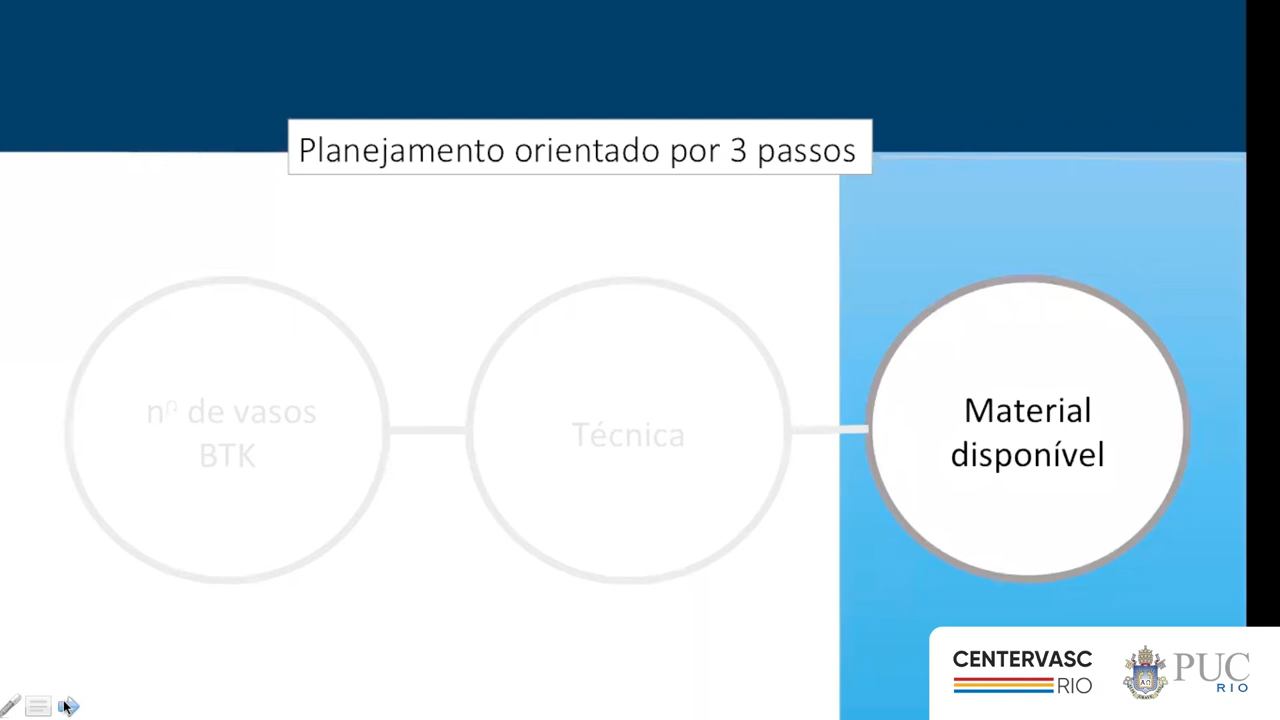 Planejamento orientado por 3 passos
nº de vasos
BTK
Técnica
Material
disponível
CENTERVASC
RIO
PUC
RIO